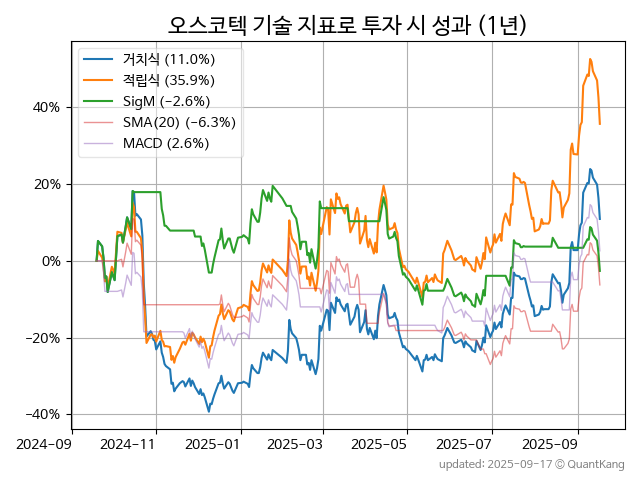 오스코텍 기술 지표로 투자 시 성과 (1년)
거치식 (11.0%)
적립식 (35.9%)
SigM (−2.6%)
SMA(20) (−6.3%)
MACD (2.6%)
40%
20%
0%
−20%
−40%
2024-09 2024-11 2025-01 2025-03 2025-05 2025-07 2025-09
updated: 2025-09-17 © QuantKang